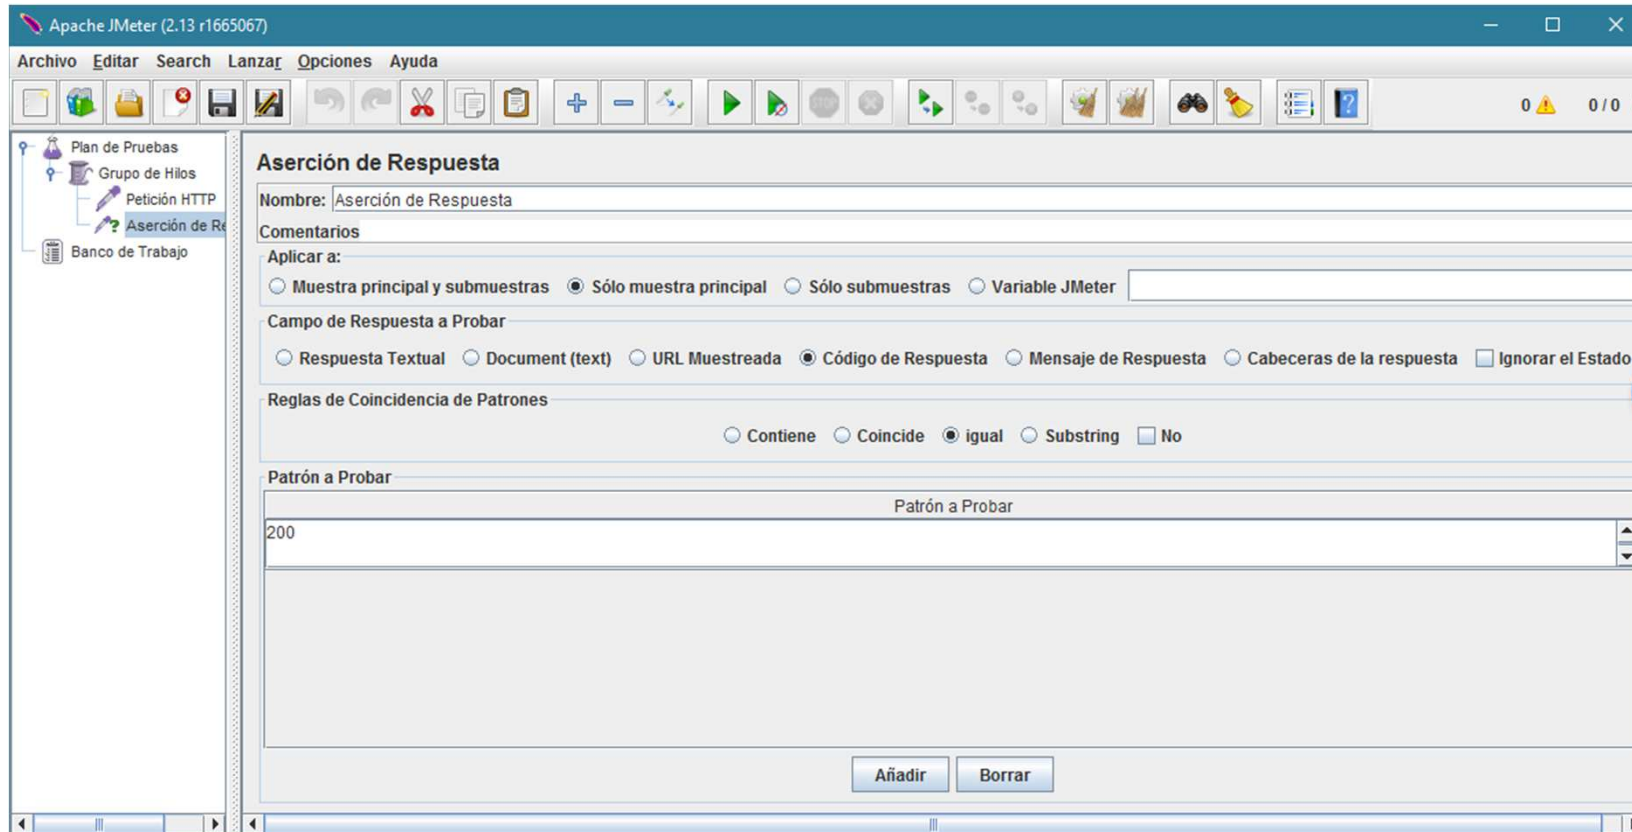 Apache JMeter (2.13 r1665067)
Archivo Editar Search Lanzar Opciones Ayuda
STOP
0 0 / 0
Plan de Pruebas
Grupo de Hilos
Petición HTTP
Aserción de Re
Banco de Trabajo
Aserción de Respuesta
Nombre: Aserción de Respuesta
Comentarios
Aplicar a:
Muestra principal y submuestras Sólo muestra principal Sólo submuestras Variable JMeter
Campo de Respuesta a Probar
Respuesta Textual Document (text) URL Muestreada Código de Respuesta Mensaje de Respuesta Cabeceras de la respuesta Ignorar el Estado
Reglas de Coincidencia de Patrones
Contiene Coincide igual Substring No
Patrón a Probar
Patrón a Probar
200
Añadir Borrar